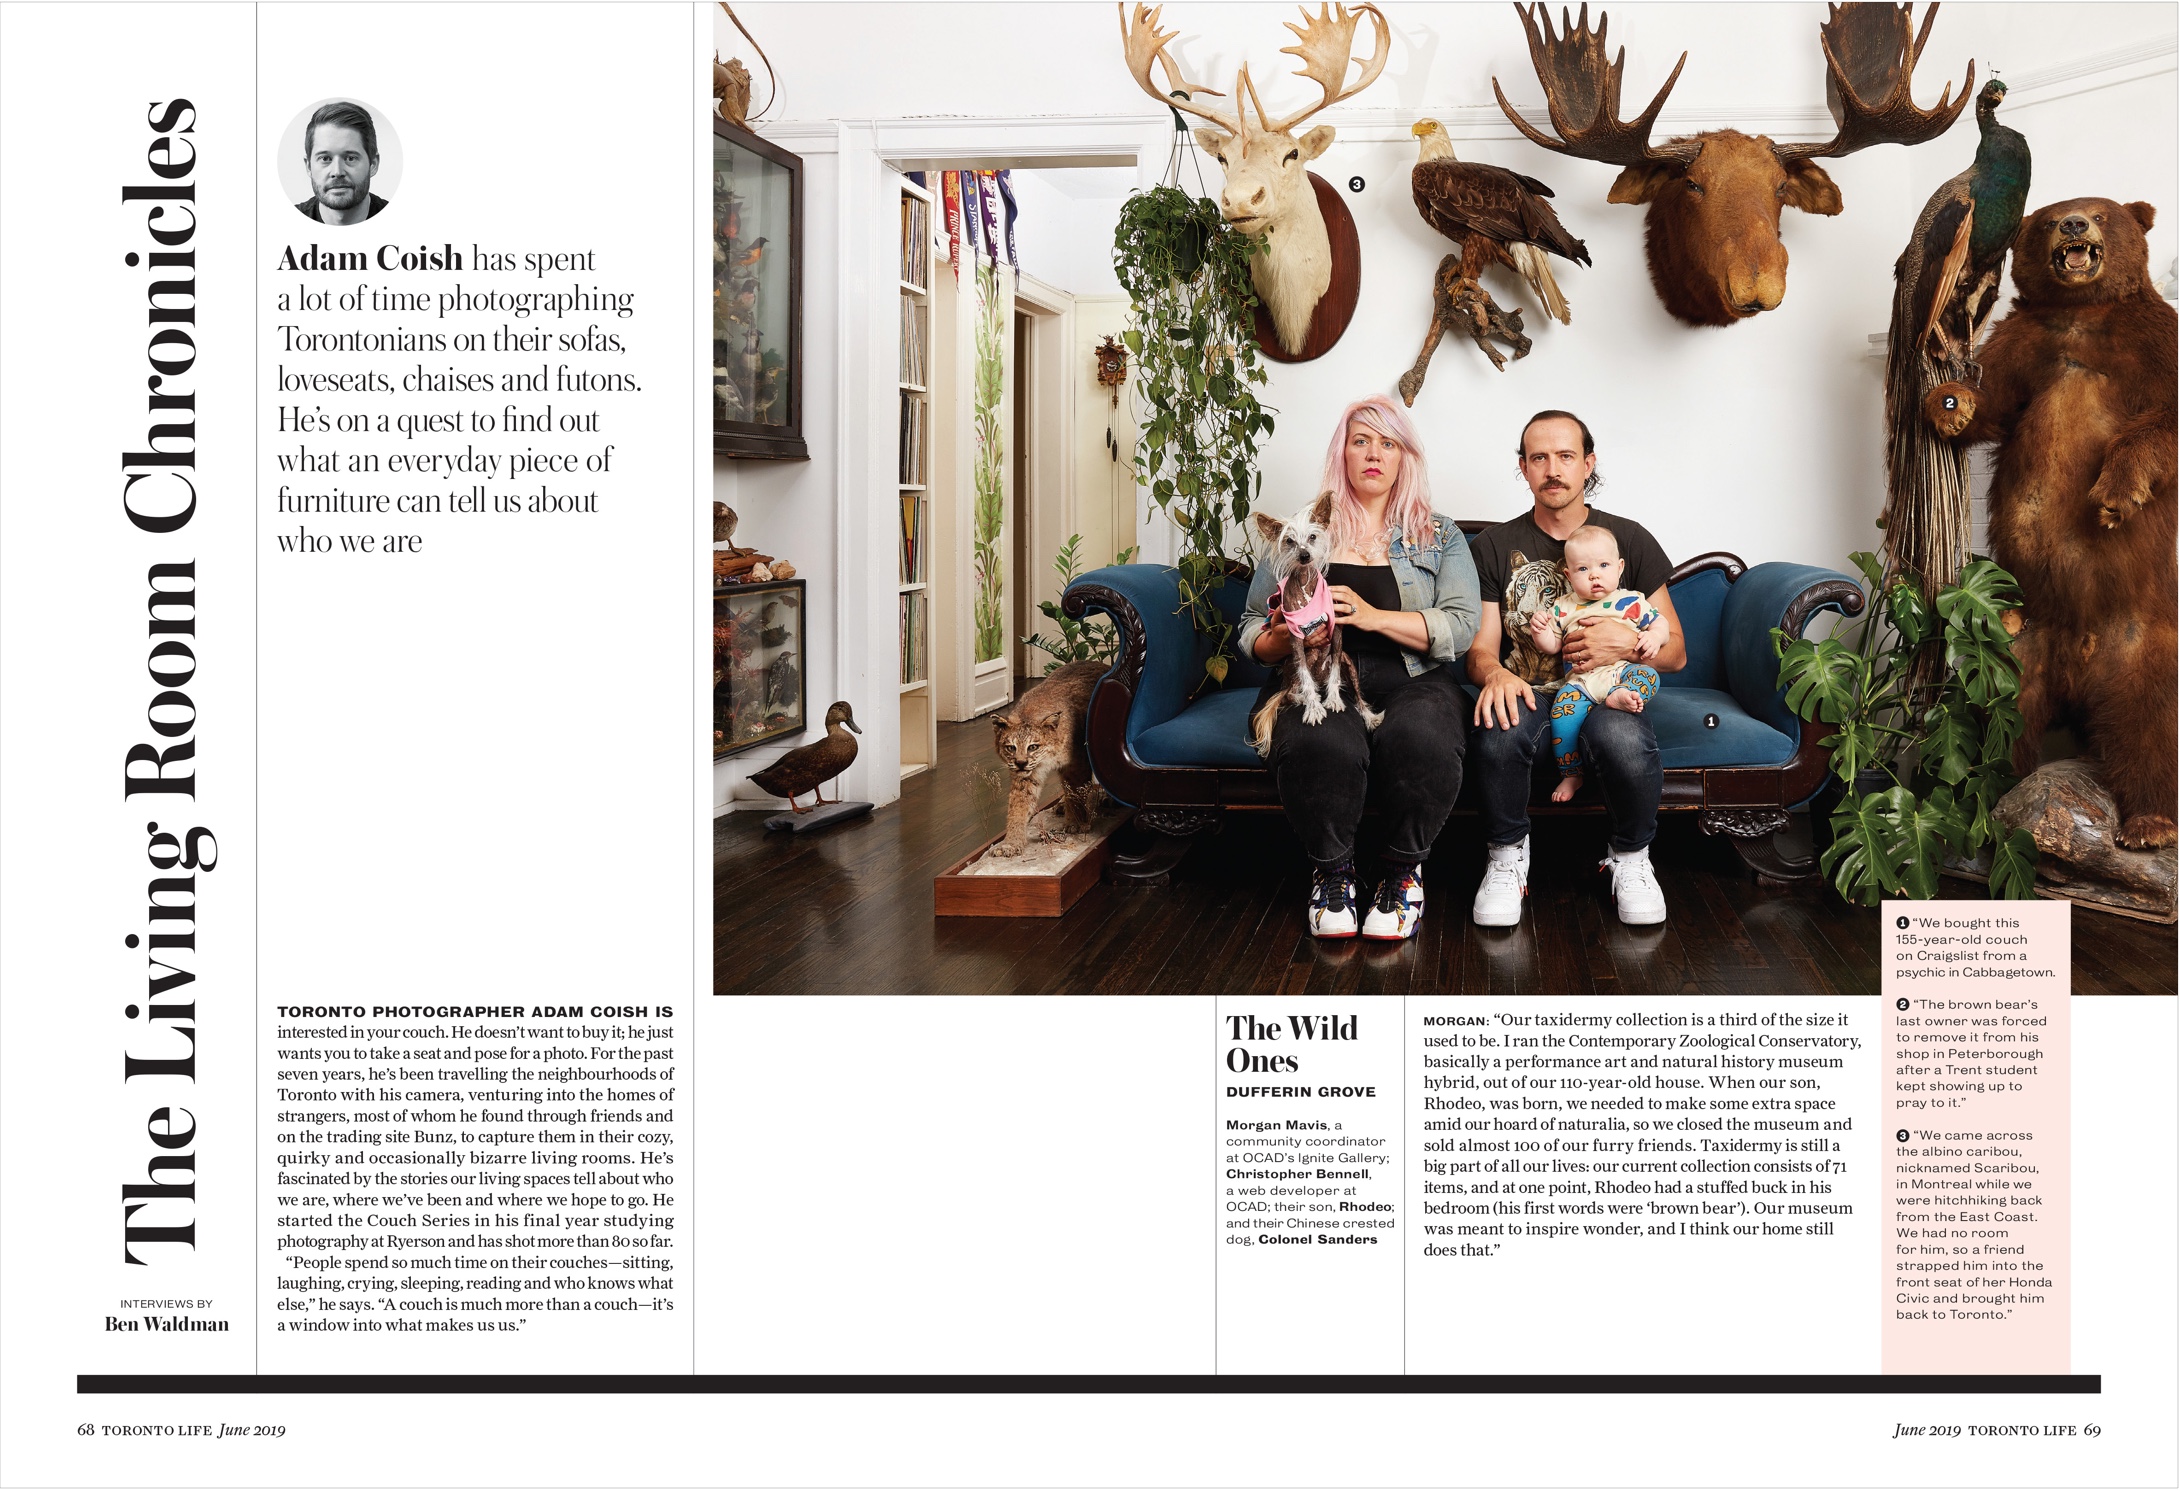 The Living Room Chronicles
INTERVIEWS BY
Ben Waldman
Adam Coish has spent
a lot of time photographing
Torontonians on their sofas,
loveseats, chaises and futons.
He's on a quest to find out
what an everyday piece of
furniture can tell us about
who we are
TORONTO PHOTOGRAPHER ADAM COISH IS
interested in your couch. He doesn't want to buy it; he just
wants you to take a seat and pose for a photo. For the past
seven years, he's been travelling the neighbourhoods of
Toronto with his camera, venturing into the homes of
strangers, most of whom he found through friends and
on the trading site Bunz, to capture them in their cozy,
quirky and occasionally bizarre living rooms. He's
fascinated by the stories our living spaces tell about who
we are, where we've been and where we hope to go. He
started the Couch Series in his final year studying
photography at Ryerson and has shot more than 80 so far.
“People spend so much time on their couches—sitting,
laughing, crying, sleeping, reading and who knows what
else,” he says. “A couch is much more than a couch—it's
a window into what makes us us.”
3
2
1
The Wild
Ones
DUFFERIN GROVE
Morgan Mavis, a
community coordinator
at OCAD's Ignite Gallery;
Christopher Bennell,
a web developer at
OCAD; their son, Rhodeo;
and their Chinese crested
dog, Colonel Sanders
MORGAN: “Our taxidermy collection is a third of the size it
used to be. I ran the Contemporary Zoological Conservatory,
basically a performance art and natural history museum
hybrid, out of our 110-year-old house. When our son,
Rhodeo, was born, we needed to make some extra space
amid our hoard of naturalia, so we closed the museum and
sold almost 100 of our furry friends. Taxidermy is still a
big part of all our lives: our current collection consists of 71
items, and at one point, Rhodeo had a stuffed buck in his
bedroom (his first words were ‘brown bear’). Our museum
was meant to inspire wonder, and I think our home still
does that.”
1 “We bought this
155-year-old couch
on Craigslist from a
psychic in Cabbagetown.
2 “The brown bear's
last owner was forced
to remove it from his
shop in Peterborough
after a Trent student
kept showing up to
pray to it.”
3 “We came across
the albino caribou,
nicknamed Scaribou,
in Montreal while we
were hitchhiking back
from the East Coast.
We had no room
for him, so a friend
strapped him into the
front seat of her Honda
Civic and brought him
back to Toronto.”
68 TORONTO LIFE June 2019
June 2019 TORONTO LIFE 69